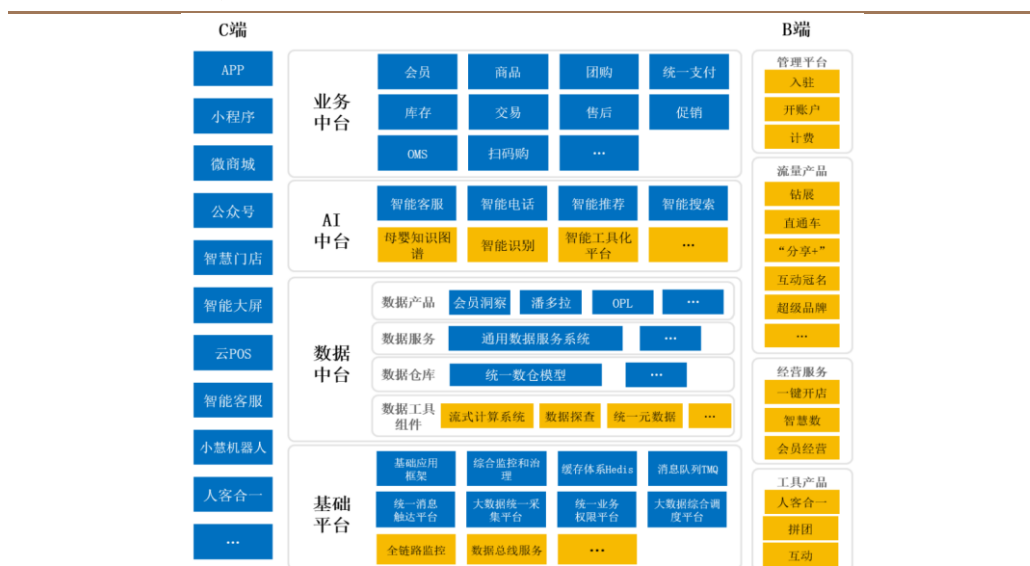 C端
APP
小程序
微商城
公众号
智慧门店
智能大屏
云POS
智能客服
小慧机器人
人客合一
…
业务
中台
会员
商品
团购
统一支付
库存
交易
售后
促销
OMS
扫码购
…
AI
中台
智能客服
智能电话
智能推荐
智能搜索
母婴知识图
谱
智能识别
智能工具化
平台
…
数据
中台
数据产品
会员洞察
潘多拉
OPL
…
数据服务
通用数据服务系统
…
数据仓库
统一数仓模型
…
数据工具
组件
流式计算系统
数据探查
统一元数据
…
基础
平台
基础应用
框架
综合监控和治
理
缓存体系Hedis
消息队列TMQ
统一消息
触达平台
大数据统一采
集平台
统一业务
权限平台
大数据综合调
度平台
全链路监控
数据总线服务
…
B端
管理平台
入驻
开账户
计费
流量产品
钻展
直通车
“分享+”
互动冠名
超级品牌
…
经营服务
一键开店
智慧数
会员经营
工具产品
人客合一
拼团
互动